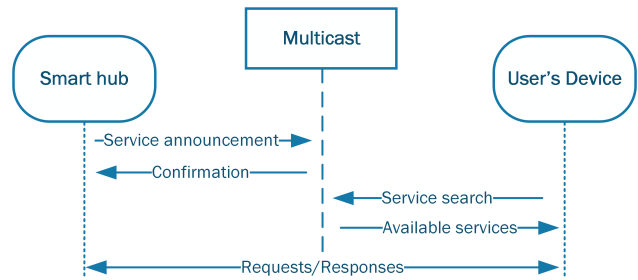 Multicast
Smart hub
User's Device
Service announcement
Confirmation
Service search
Available services
Requests/Responses